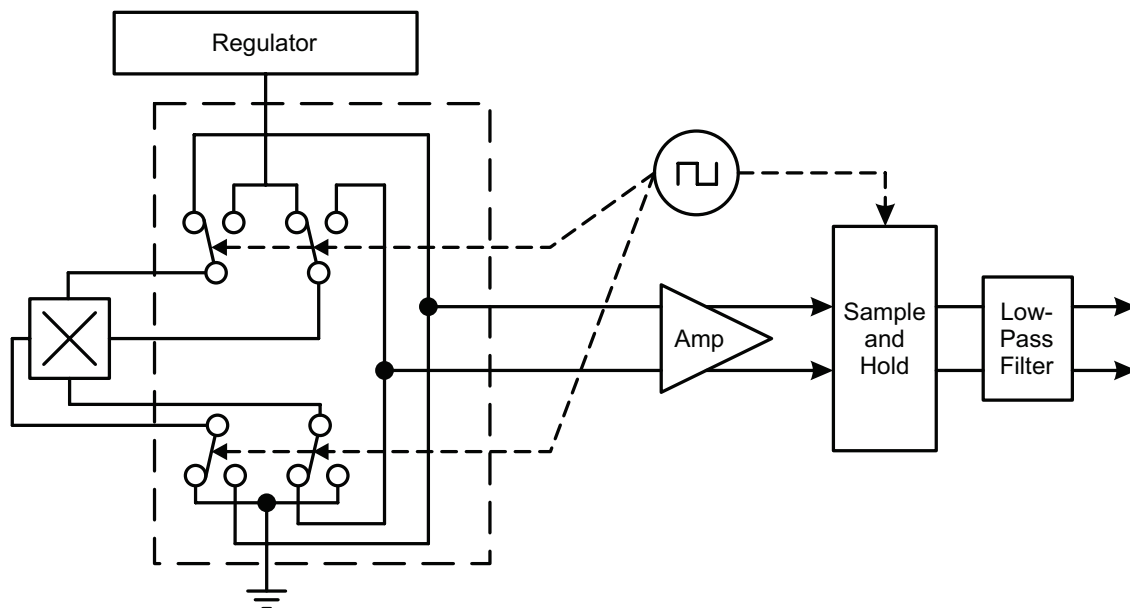 Regulator
Amp
Sample
and
Hold
Low-
Pass
Filter